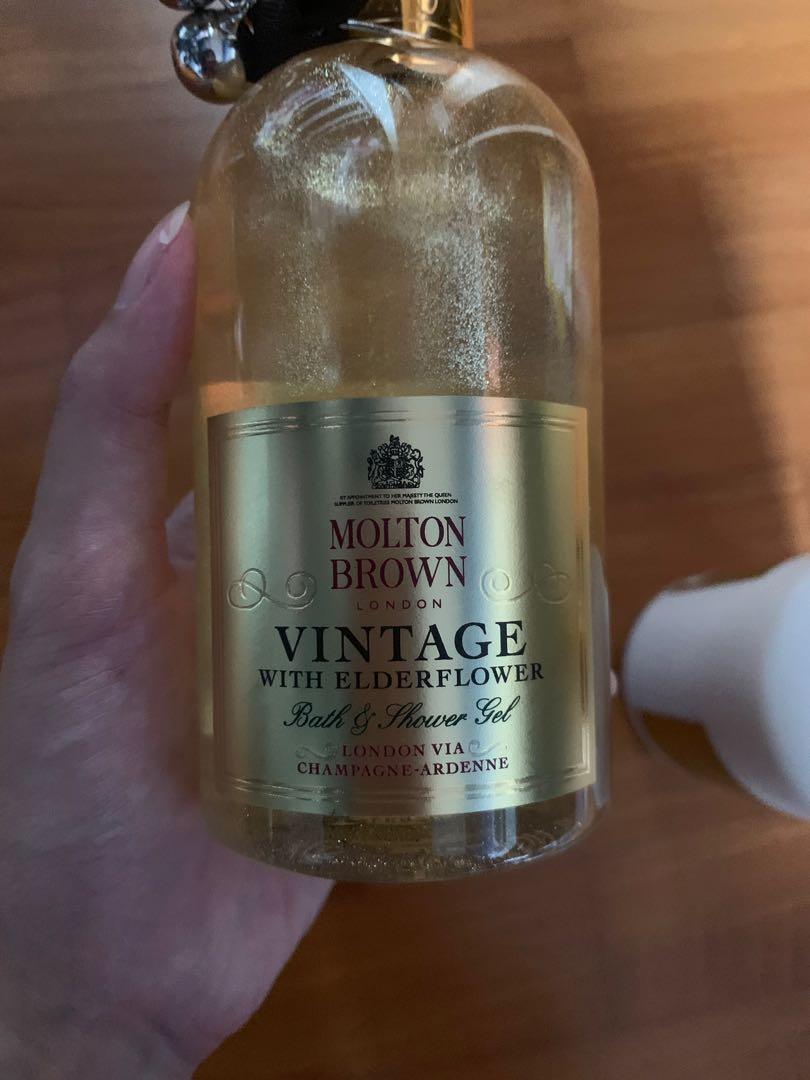 BY APPOINTMENT TO HER MAJESTY THE QUEEN
SUPPLIER OF TOILETRIES MOLTON BROWN LONDON
MOLTON
BROWN
LONDON
VINTAGE
WITH ELDERFLOWER
Bath & Shower Gel
LONDON VIA
CHAMPAGNE-ARDENNE